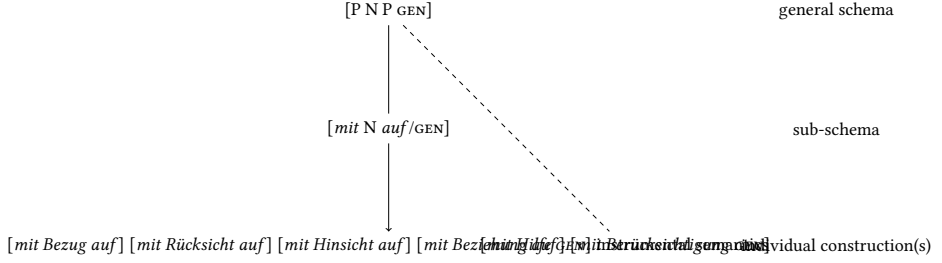 [P N P GEN] general schema
[mit N auf/GEN] sub-schema
[mit Bezug auf] [mit Rücksicht auf] [mit Hinsicht auf] [mit individual construction(s)